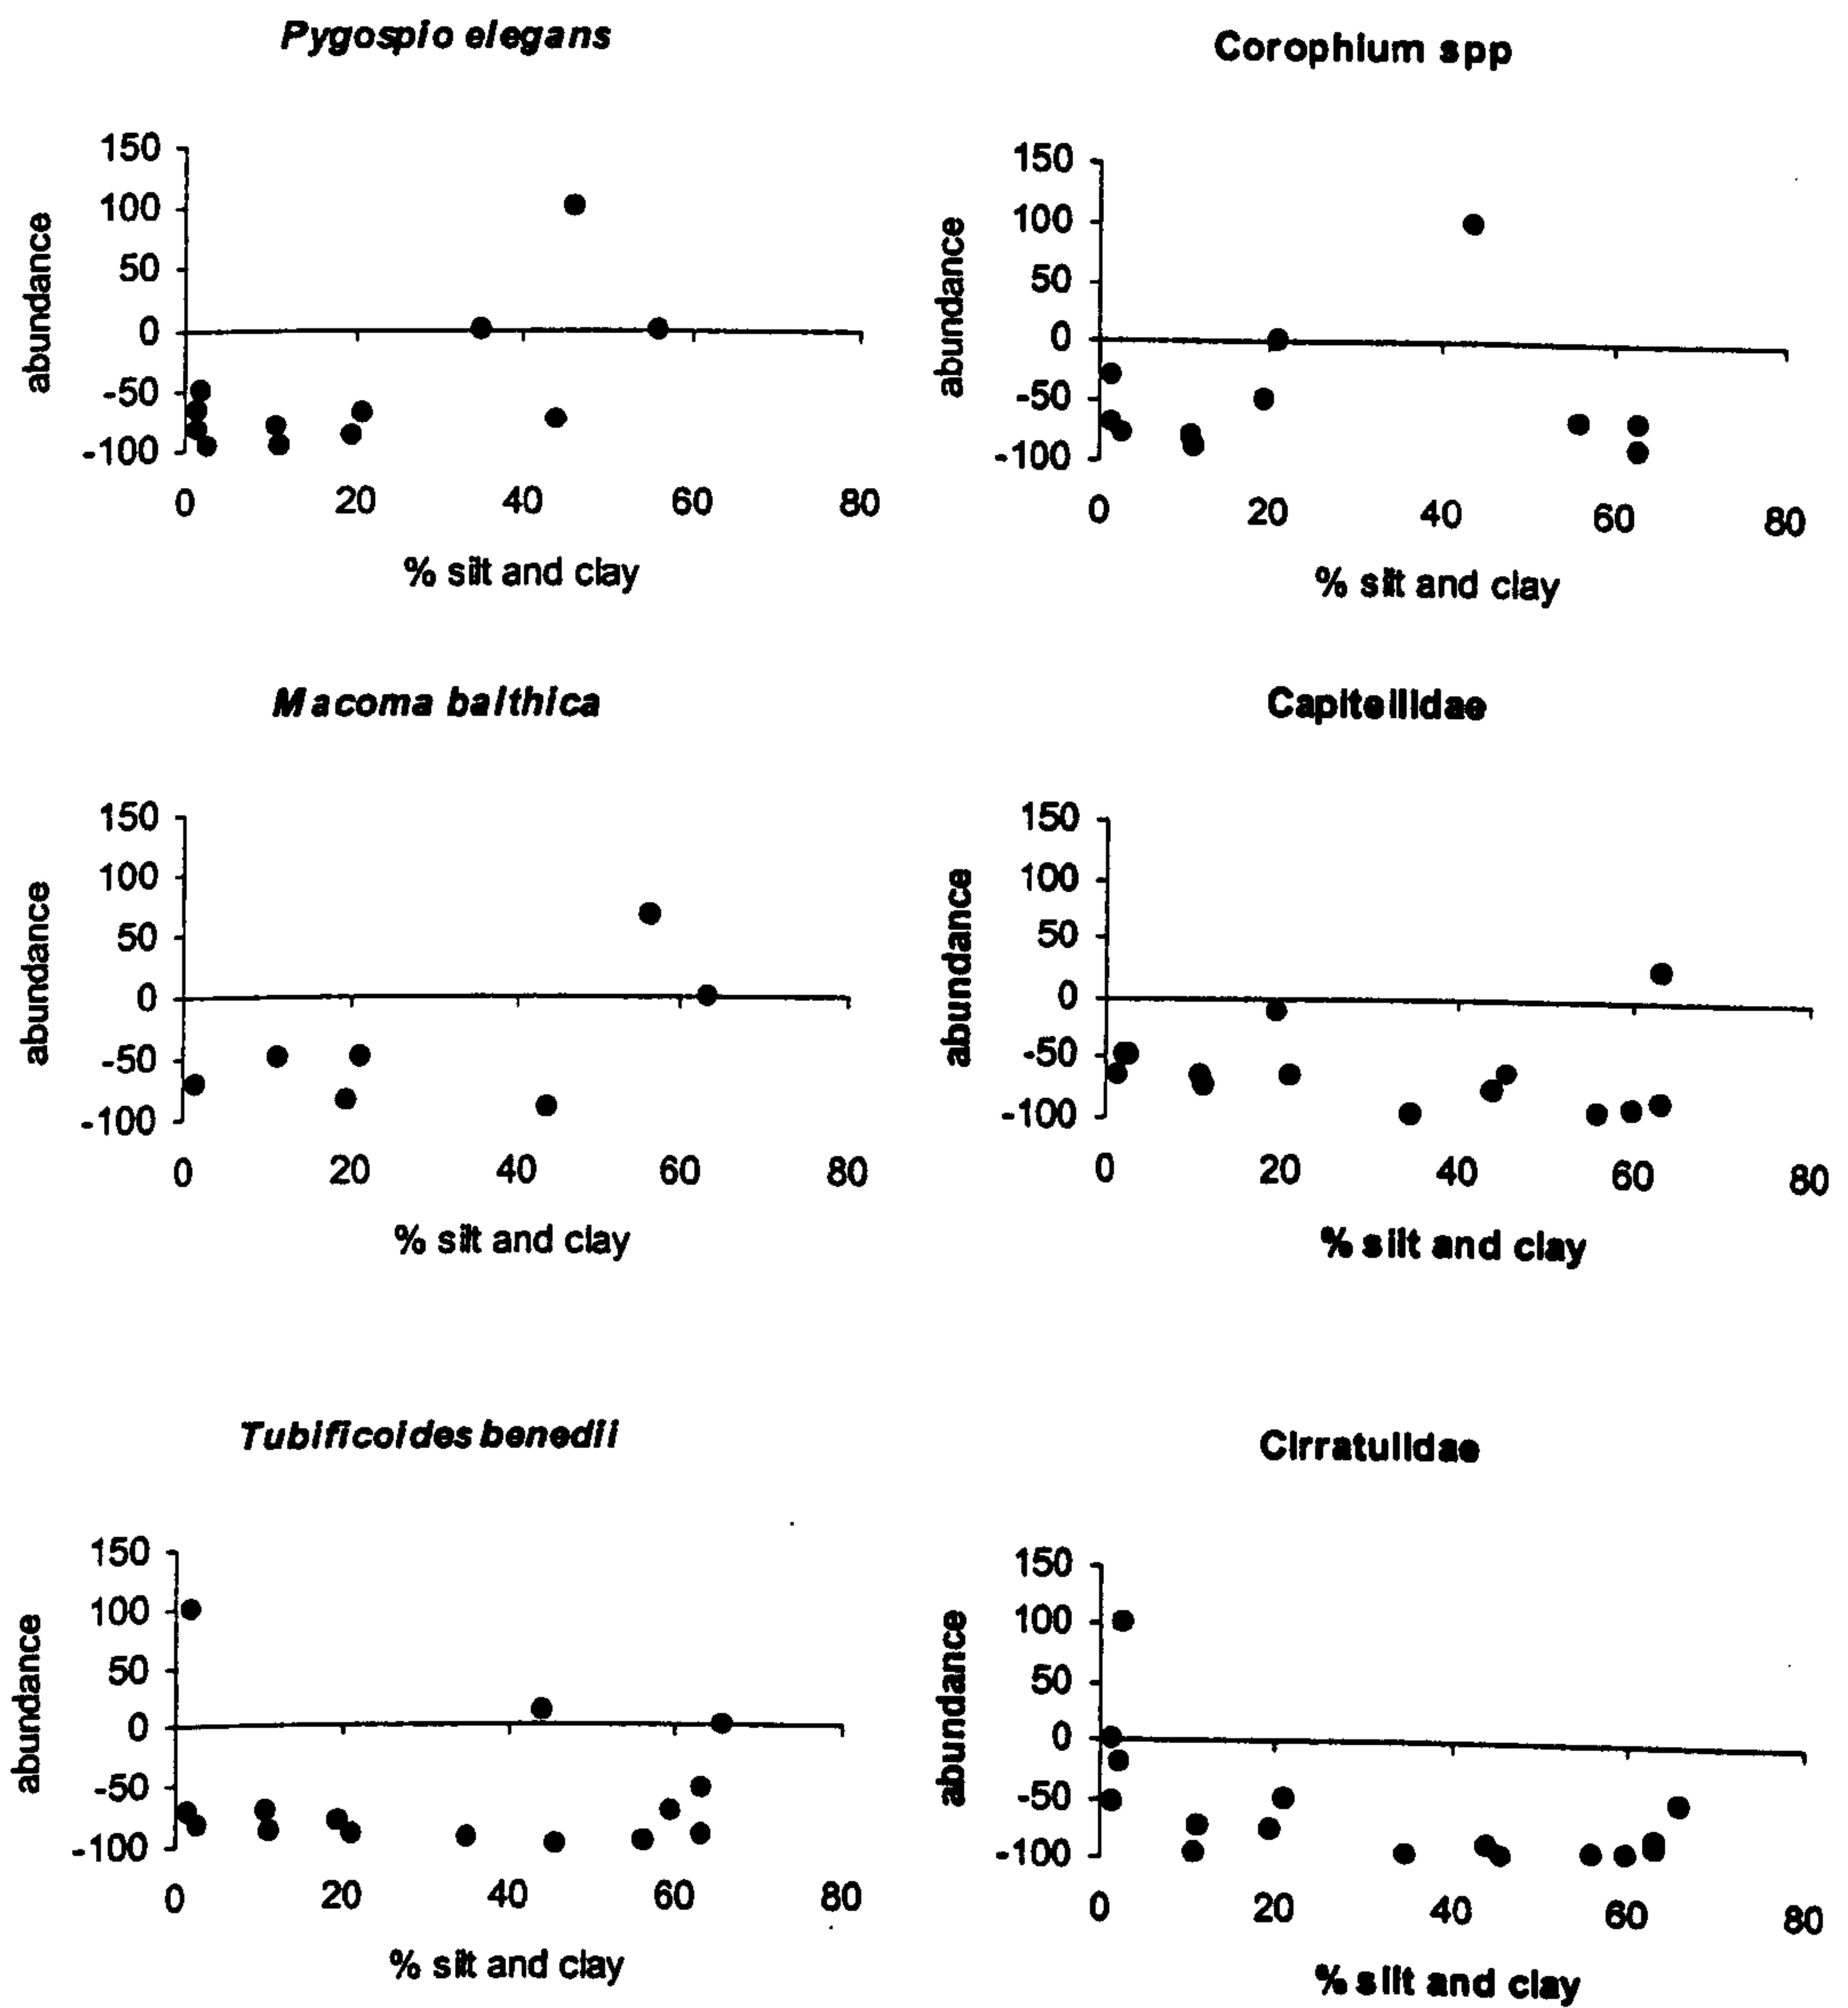 Pygospio elegans
150
100
50
0
-50
-100
abundance
0 20 40 60 80
% silt and clay
Corophium spp
150
100
50
0
-50
-100
abundance
0 20 40 60 80
% silt and clay
Macoma balthica
150
100
50
0
-50
-100
abundance
0 20 40 60 80
% silt and clay
Capitellidae
150
100
50
0
-50
-100
abundance
0 20 40 60 80
% silt and clay
Tubificoides benedii
150
100
50
0
-50
-100
abundance
0 20 40 60 80
% silt and clay
Cirratulidae
150
100
50
0
-50
-100
abundance
0 20 40 60 80
% silt and clay